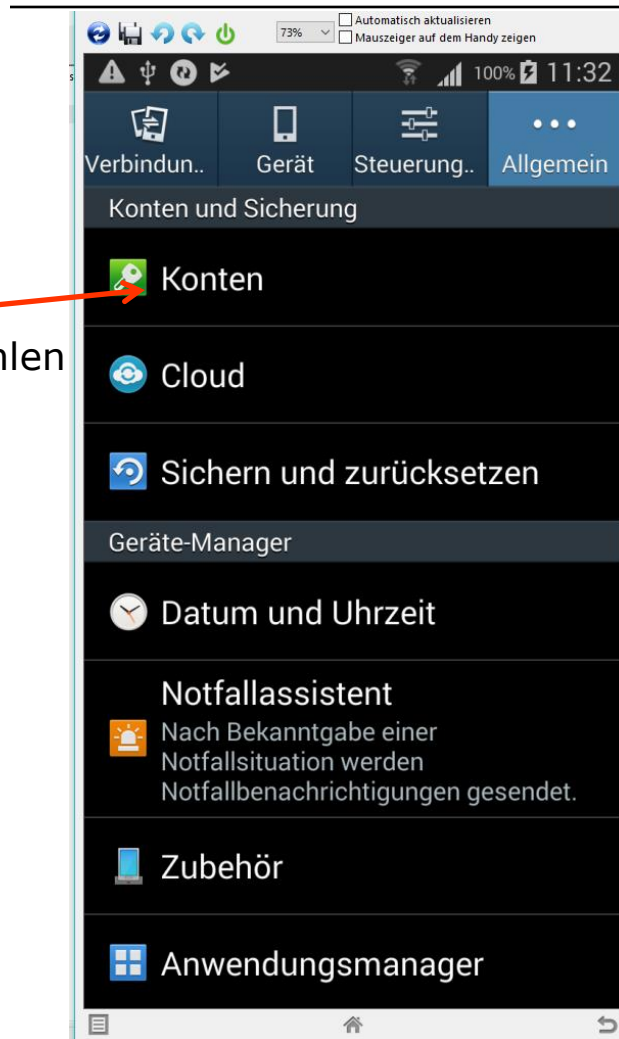 73%
Automatisch aktualisieren
Mauszeiger auf dem Handy zeigen
100% 11:32
Verbindun.. Gerät Steuerung.. Allgemein
Konten und Sicherung
Konten
hlen
Cloud
Sichern und zurücksetzen
Geräte-Manager
Datum und Uhrzeit
Notfallassistent
Nach Bekanntgabe einer
Notfallsituation werden
Notfallbenachrichtigungen gesendet.
Zubehör
Anwendungsmanager